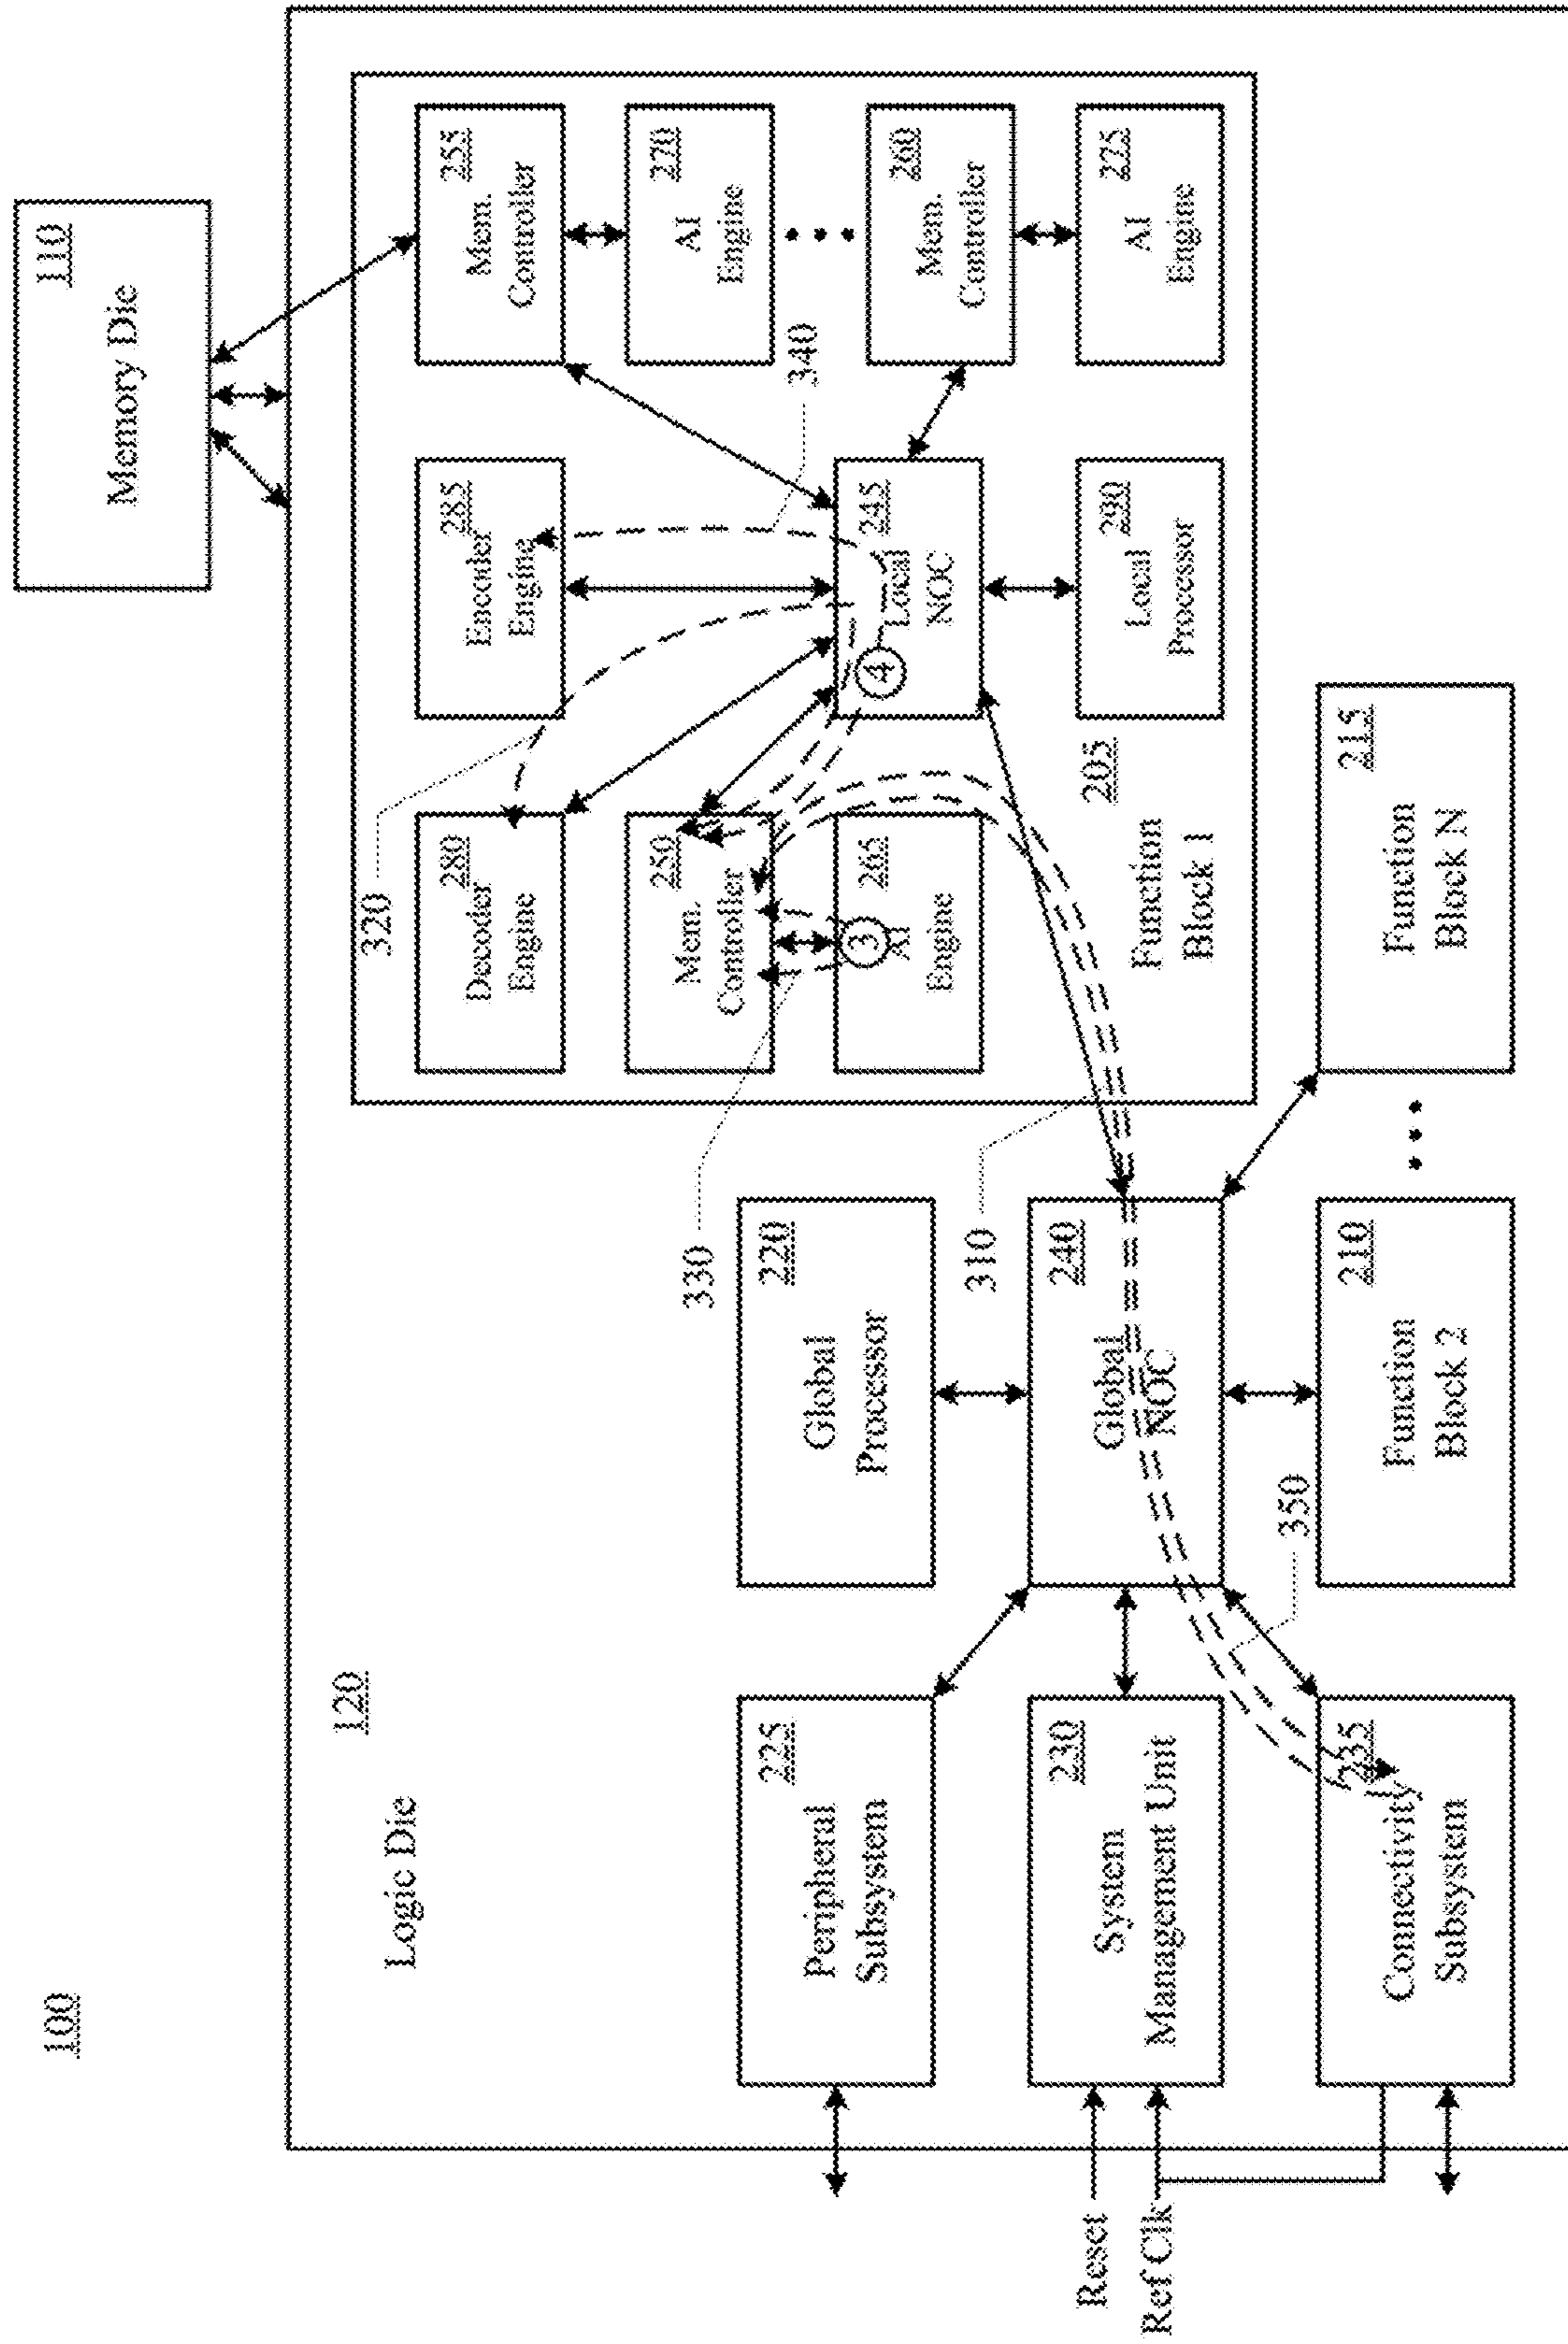 100
110
Memory Die
120
Logic Die
280
Decoder
Engine
285
Encoder
Engine
255
Mem.
Controller
320
250
Mem.
Controller
270
AI
Engine
330
340
225
Peripheral
Subsystem
220
Global
Processor
3
265
AI
Engine
4
245
Local
NOC
260
Mem.
Controller
310
Reset
Ref Clk
230
System
Management Unit
240
Global
NOC
205
Function
Block 1
290
Local
Processor
275
AI
Engine
350
235
Connectivity
Subsystem
210
Function
Block 2
215
Function
Block N